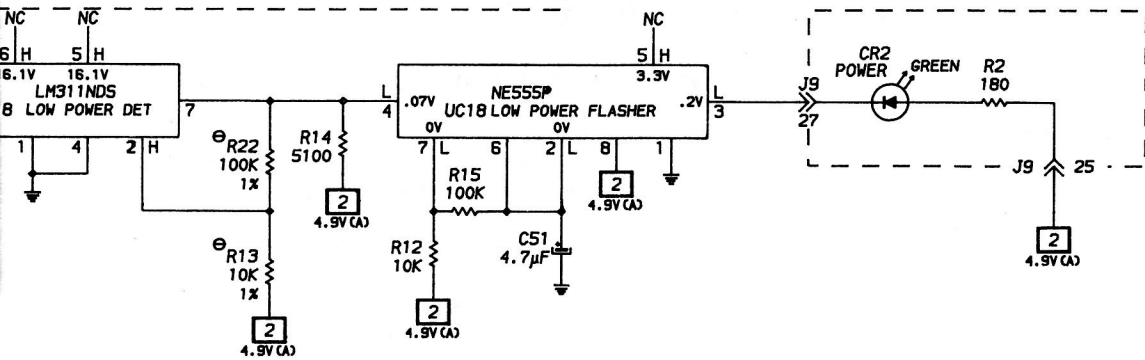 NC
NC
6 H
5 H
16.1V
16.1V
LM311NDS
8 LOW POWER DET
7
1
4
2 H
⊖ R22
100K
1%
⊖ R13
10K
1%
2
4.9V(A)
R14
5100
2
4.9V(A)
NC
5 H
3.3V
L
4
.07V
NE555P
UC18 LOW POWER FLASHER
.2V
L
3
0V
0V
7 L
6
2 L
8
1
R15
100K
2
4.9V(A)
R12
10K
2
4.9V(A)
C51
+
4.7µF
J9
27
CR2
POWER
GREEN
R2
180
J9 25
2
4.9V(A)